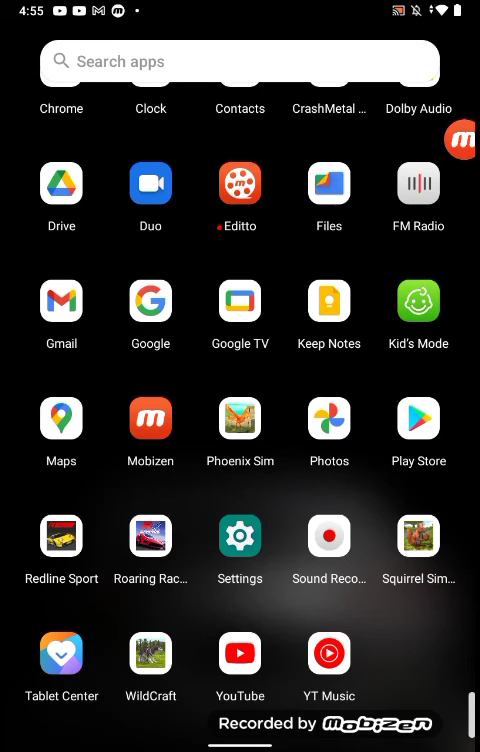 4:55
Search apps
Chrome Clock Contacts CrashMetal ... Dolby Audio
m
Drive Duo Editto Files FM Radio
Gmail Google Google TV Keep Notes Kid's Mode
Maps Mobizen Phoenix Sim Photos Play Store
Redline Sport Roaring Rac... Settings Sound Reco... Squirrel Sim...
Tablet Center WildCraft YouTube YT Music
Recorded by mobizen